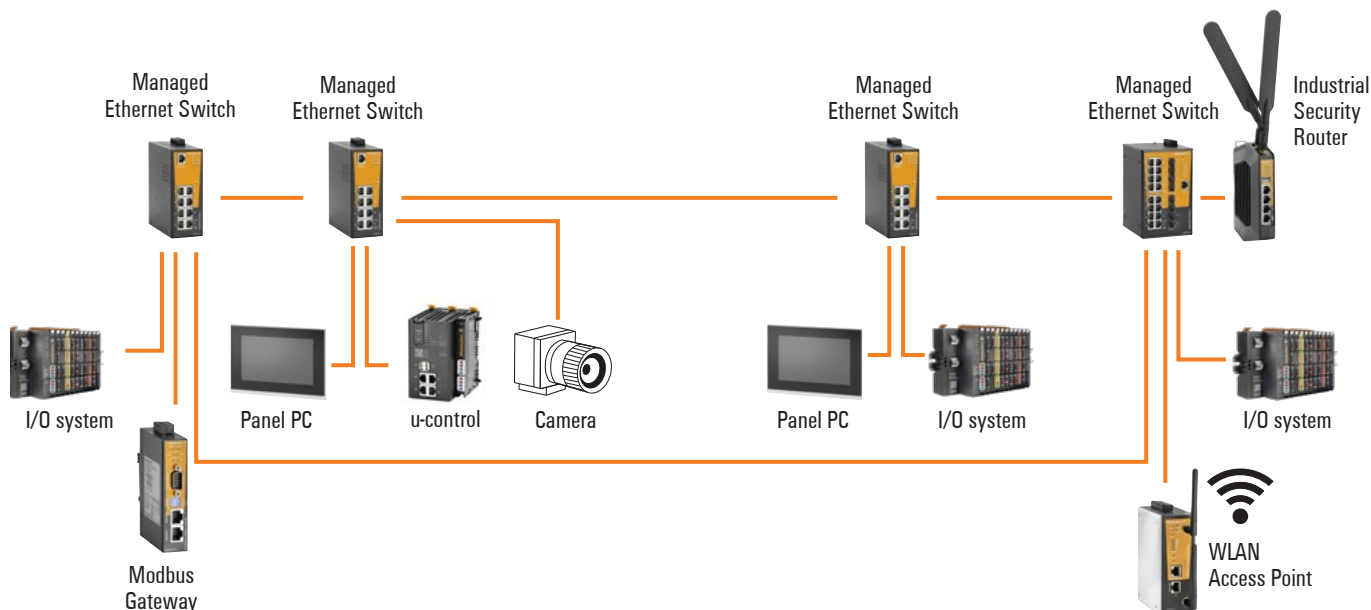 Managed
Ethernet Switch
Managed
Ethernet Switch
Managed
Ethernet Switch
Managed
Ethernet Switch
Industrial
Security
Router
I/O system
Panel PC
u-control
Camera
Panel PC
I/O system
I/O system
Modbus
Gateway
WLAN
Access Point